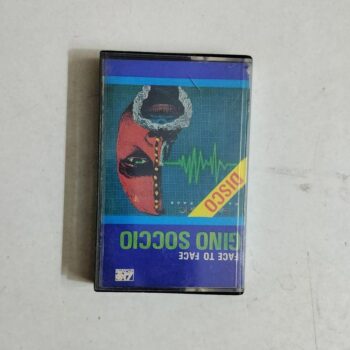 DISCO
GINO SOCCIO
FACE TO FACE